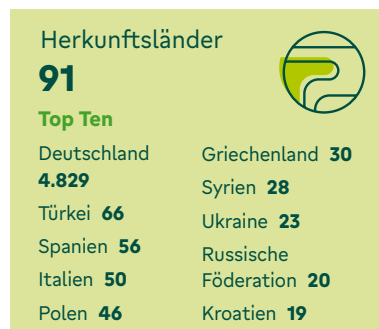 Herkunftsländer
91
Top Ten
Deutschland
4.829
Türkei 66
Spanien 56
Italien 50
Polen 46
Griechenland 30
Syrien 28
Ukraine 23
Russische
Föderation 20
Kroatien 19